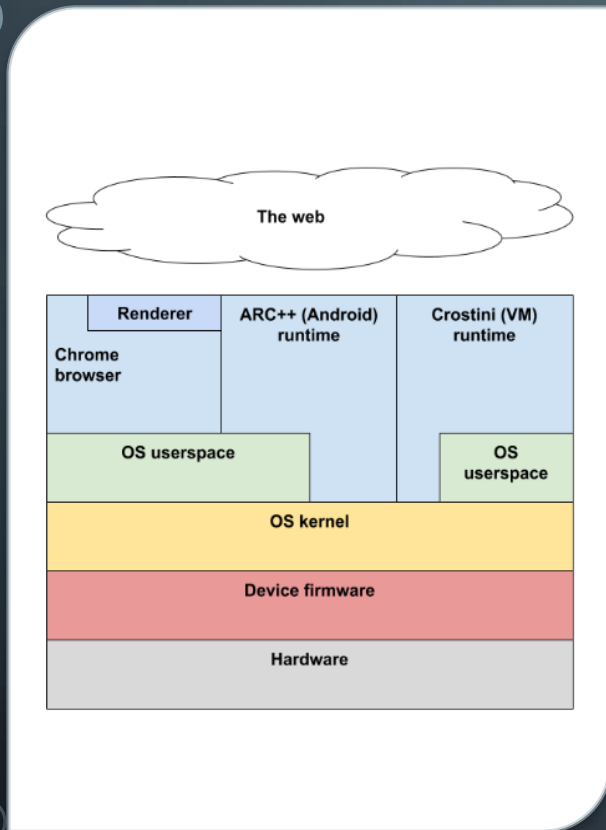 The web
Renderer
ARC++ (Android)
runtime
Crostini (VM)
runtime
Chrome
browser
OS userspace
OS
userspace
OS kernel
Device firmware
Hardware